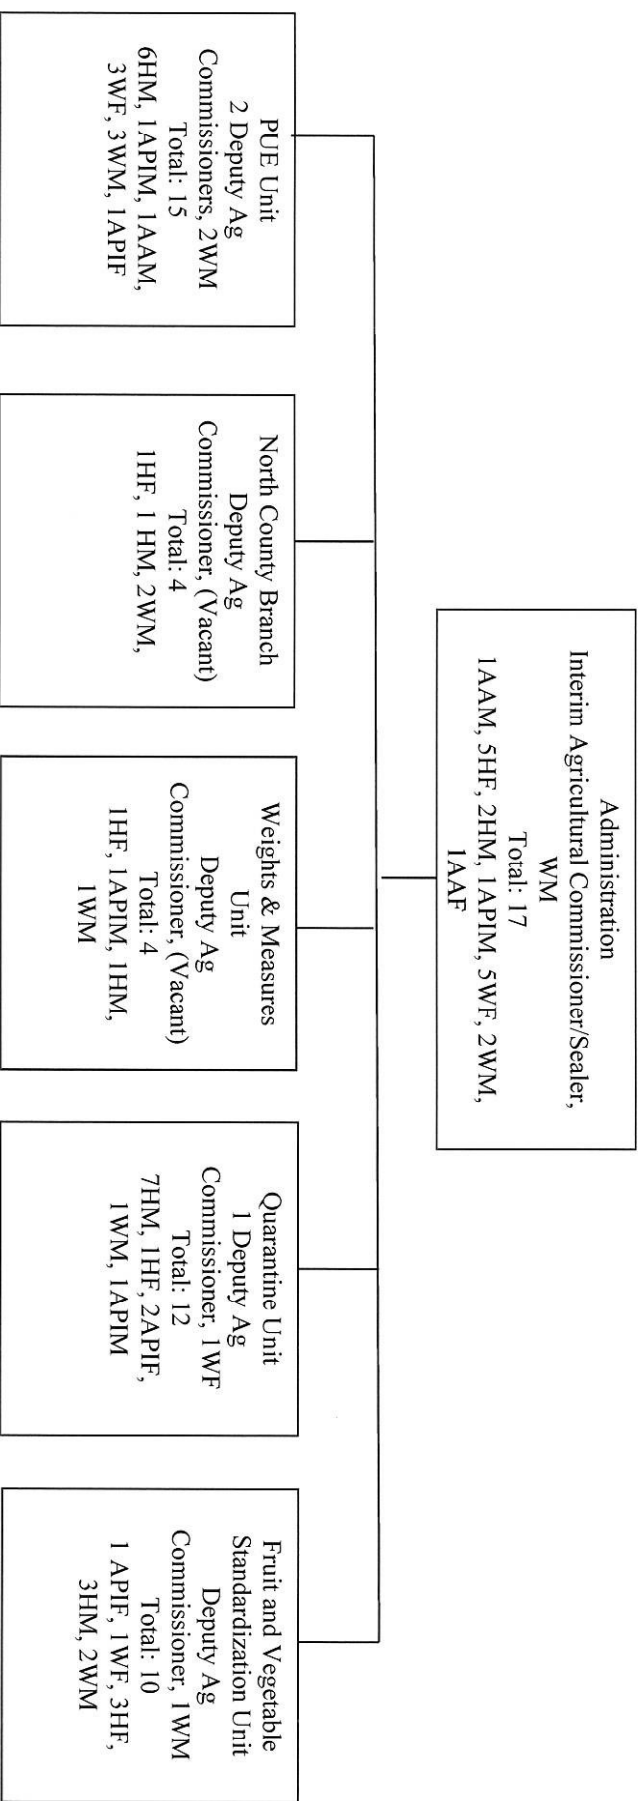 Administration
Interim Agricultural Commissioner/Sealer,
WM
Total: 17
1AAM, 5HF, 2HM, 1APIM, 5WF, 2WM,
1AAF
PUE Unit
2 Deputy Ag
Commissioners, 2WM
Total: 15
6HM, 1APIM, 1AAM,
3WF, 3WM, 1APIF
North County Branch
Deputy Ag
Commissioner, (Vacant)
Total: 4
1HF, 1 HM, 2WM,
Weights & Measures
Unit
Deputy Ag
Commissioner, (Vacant)
Total: 4
1HF, 1APIM, 1HM,
1WM
Quarantine Unit
1 Deputy Ag
Commissioner, 1WF
Total: 12
7HM, 1HF, 2APIF,
1WM, 1APIM
Fruit and Vegetable
Standardization Unit
Deputy Ag
Commissioner, 1WM
Total: 10
1 APIF, 1WF, 3HF,
3HM, 2WM